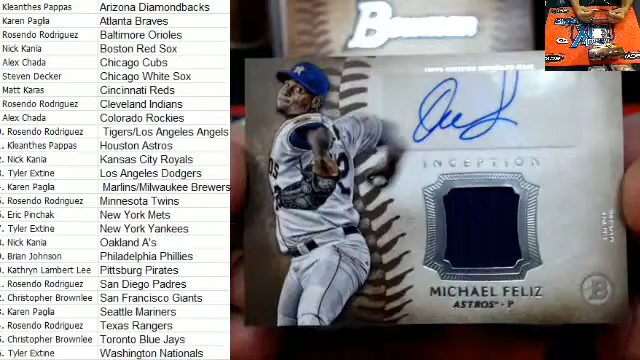 Kleanthes Pappas Arizona Diamondbacks
Karen Pagla Atlanta Braves
Rosendo Rodriguez Baltimore Orioles
Nick Kania Boston Red Sox
Alex Chada Chicago Cubs
Steven Decker Chicago White Sox
Matt Karas Cincinnati Reds
Rosendo Rodriguez Cleveland Indians
Alex Chada Colorado Rockies
Rosendo Rodriguez Tigers/Los Angeles Angels
Kleanthes Pappas Houston Astros
Nick Kania Kansas City Royals
Tyler Extine Los Angeles Dodgers
Karen Pagla Marlins/Milwaukee Brewers
Rosendo Rodriguez Minnesota Twins
Eric Pinchak New York Mets
Tyler Extine New York Yankees
Nick Kania Oakland A's
Brian Johnson Philadelphia Phillies
Kathryn Lambert Lee Pittsburg Pirates
Rosendo Rodriguez San Diego Padres
Christopher Brownlee San Francisco Giants
Karen Pagla Seattle Mariners
Rosendo Rodriguez Texas Rangers
Christopher Brownlee Toronto Blue Jays
Tyler Extine Washington Nationals
Bowman
INCEPTION
MICHAEL FELIZ
ASTROS - P
B